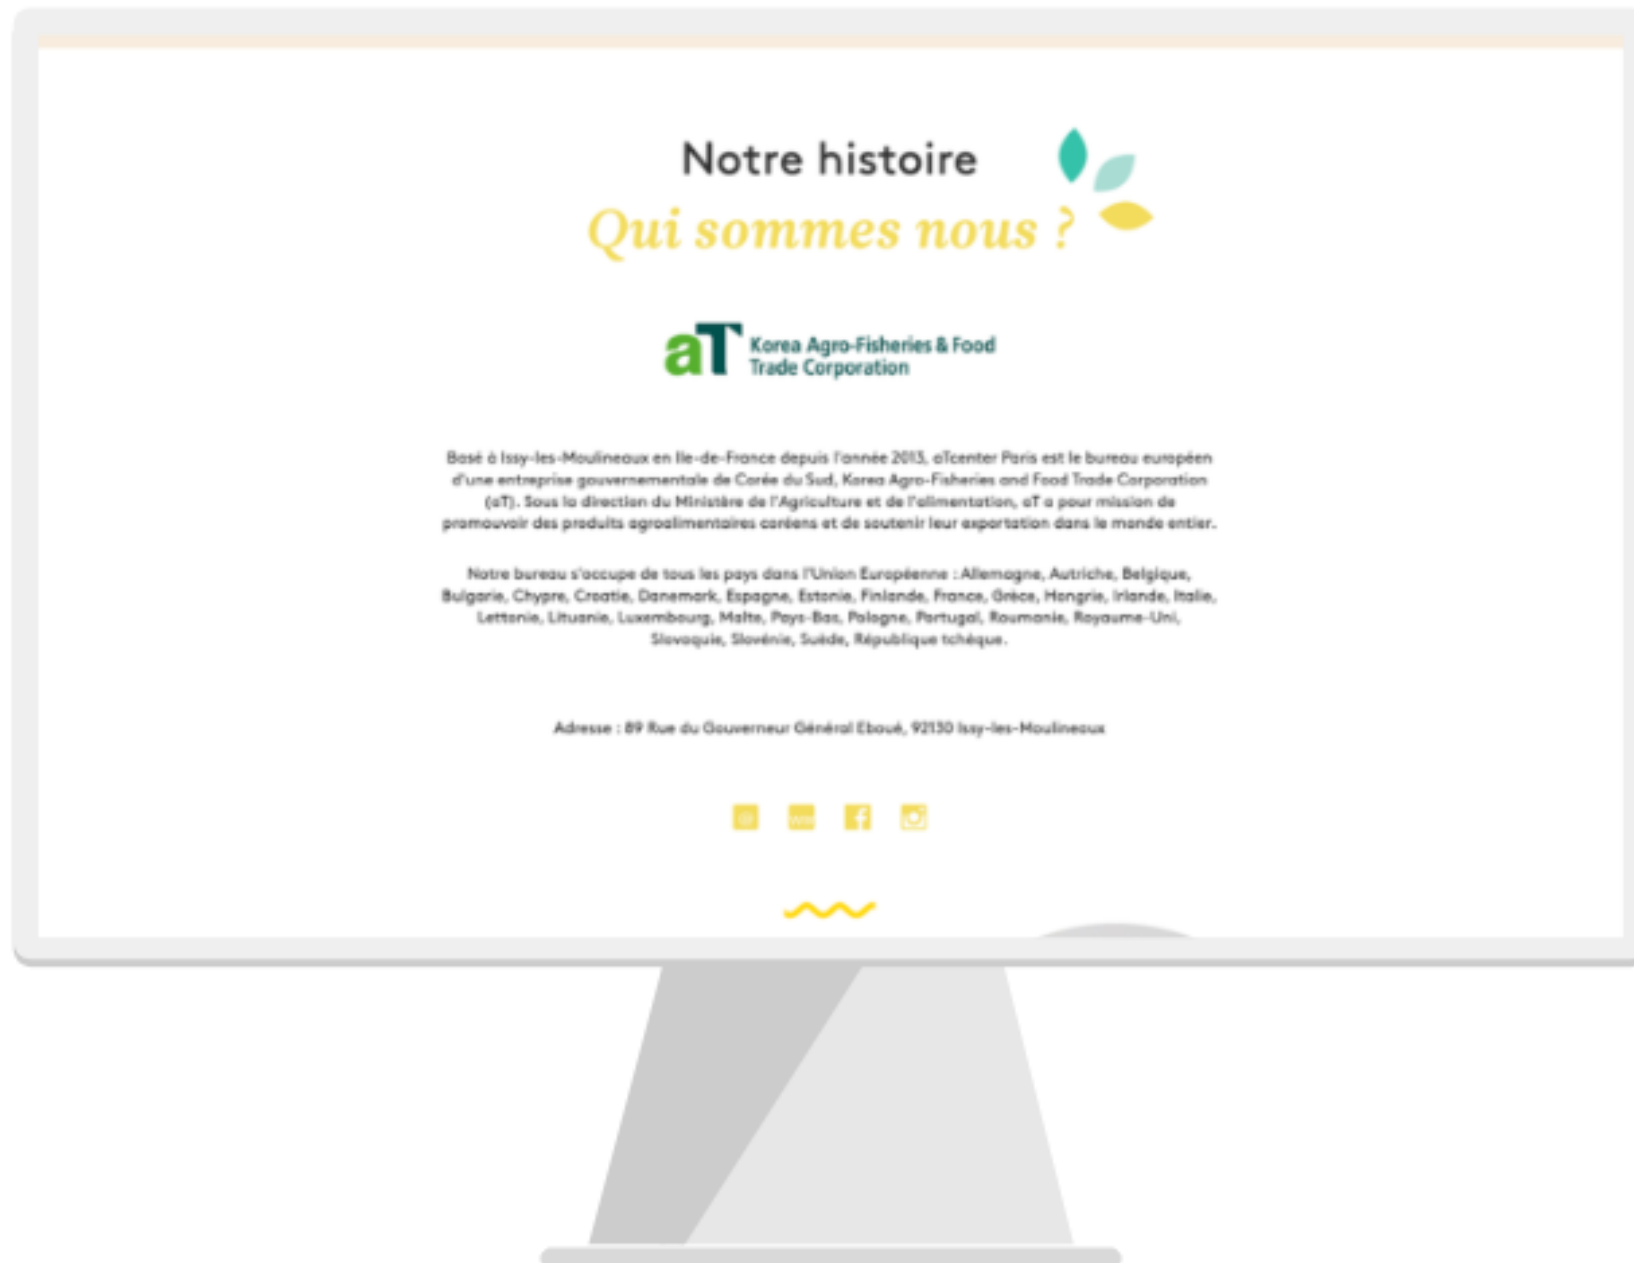 Notre histoire
Qui sommes nous ?
aT Korea Agro-Fisheries & Food
Trade Corporation
Basé à Issy-les-Moulineaux en Ile-de-France depuis l'année 2013, aTcenter Paris est le bureau européen
d'une entreprise gouvernementale de Corée du Sud, Korea Agro-Fisheries and Food Trade Corporation
(aT). Sous la direction du Ministère de l'Agriculture et de l'alimentation, aT a pour mission de
promouvoir des produits agroalimentaires coréens et de soutenir leur exportation dans le monde entier.
Notre bureau s'occupe de tous les pays dans l'Union Européenne : Allemagne, Autriche, Belgique,
Bulgarie, Chypre, Croatie, Danemark, Espagne, Estonie, Finlande, France, Grèce, Hongrie, Irlande, Italie,
Lettonie, Lituanie, Luxembourg, Malte, Pays-Bas, Pologne, Portugal, Roumanie, Royaume-Uni,
Slovaquie, Slovénie, Suède, République tchèque.
Adresse : 89 Rue du Gouverneur Général Eboué, 92130 Issy-les-Moulineaux